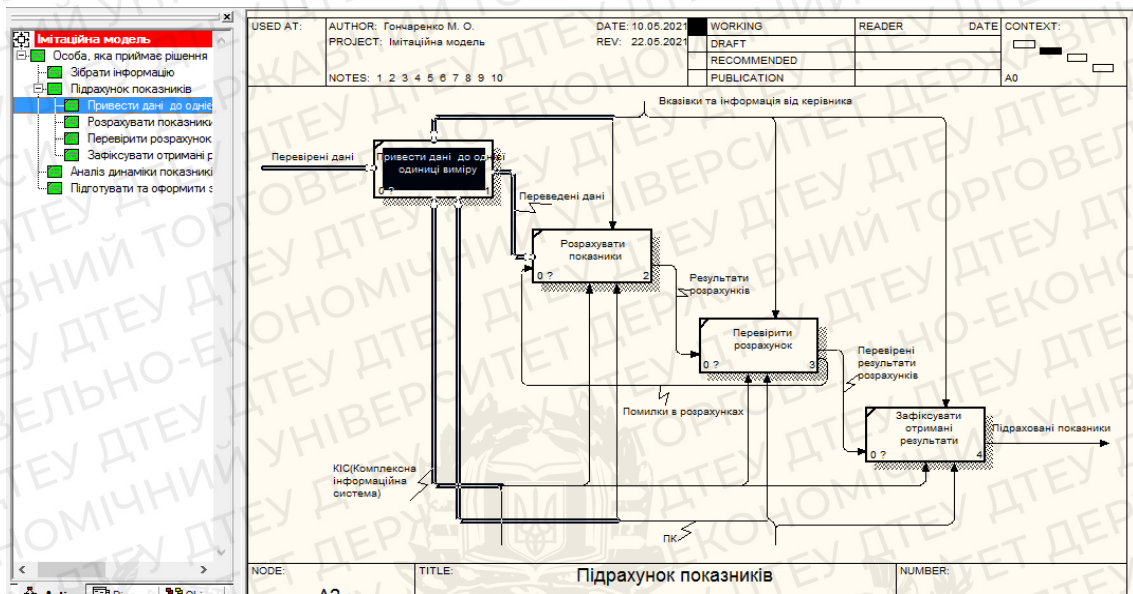 Імітаційна модель
Особа, яка приймає рішення
Зібрати інформацію
Підрахунок показників
Привести дані до одніє
Розрахувати показники
Перевірити розрахунок
Зафіксувати отримані р
Аналіз динаміки показникі
Підготувати та оформити з
USED AT:
AUTHOR: Гончаренко М. О.
DATE: 10.05.2021
WORKING
READER
DATE
CONTEXT:
PROJECT: Імітаційна модель
REV: 22.05.2021
DRAFT
RECOMMENDED
NOTES: 1 2 3 4 5 6 7 8 9 10
PUBLICATION
A0
Вказівки та інформація від керівника
Перевірені дані
Привести дані до однієї
одиниці виміру
0 ?
1
Переведені дані
Розрахувати
показники
0 ?
2
Результати
розрахунків
Перевірити
розрахунок
0 ?
3
Перевірені
результати
розрахунків
Помилки в розрахунках
Зафіксувати
отримані
результати
0 ?
4
Підраховані показники
КІС(Комплексна
інформаційна
система)
ПК
NODE:
TITLE:
Підрахунок показників
NUMBER: